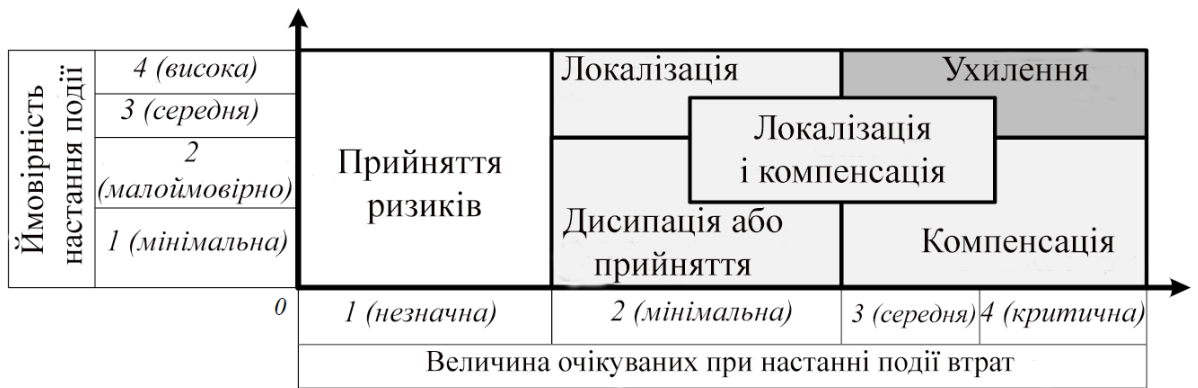 Ймовірність
настання події
4 (висока)
3 (середня)
2
(малоймовірно)
1 (мінімальна)
Прийняття
ризиків
Локалізація
Ухилення
Локалізація
і компенсація
Дисипація або
прийняття
Компенсація
0
1 (незначна)
2 (мінімальна)
3 (середня)
4 (критична)
Величина очікуваних при настанні події втрат